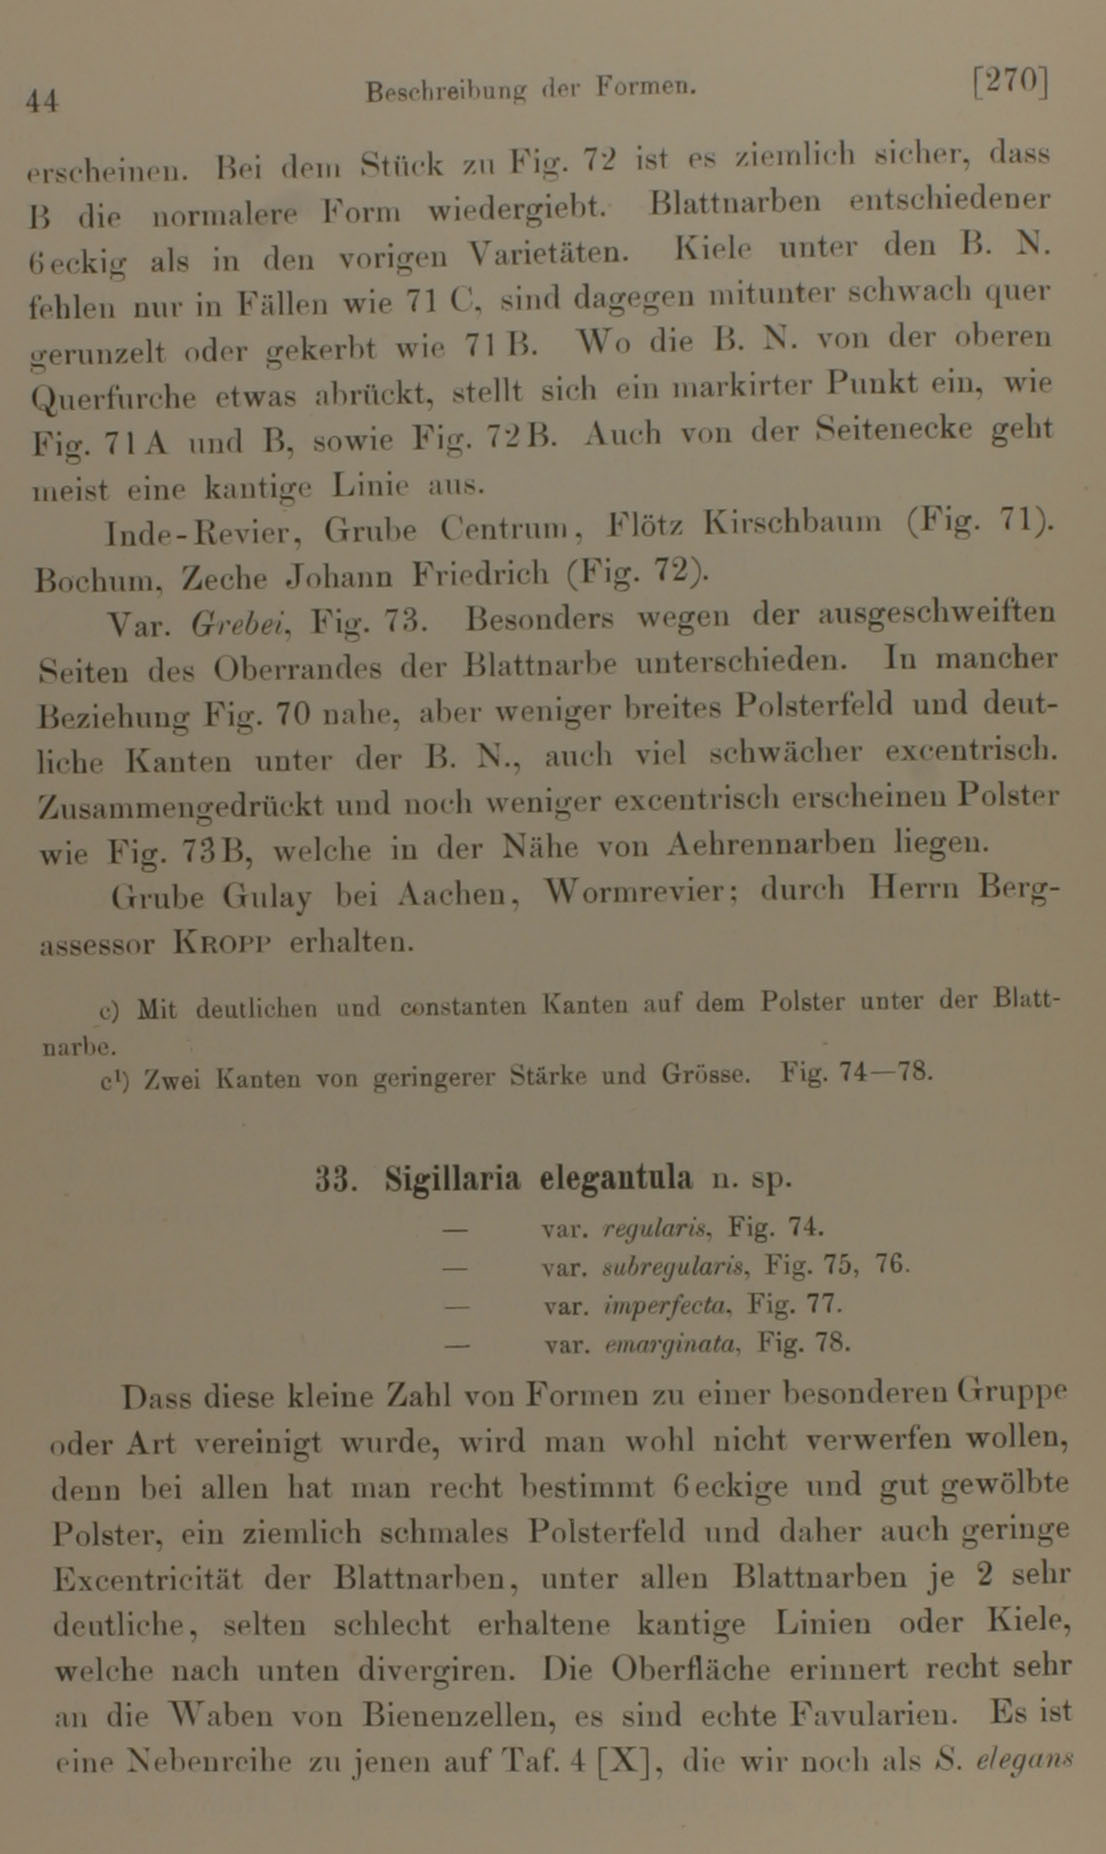 44 Beschreibung der Formen. [270]
erscheinen. Bei dem Stück zu Fig. 72 ist es ziemlich sicher, dass
B die normalere Form wiedergiebt. Blattnarben entschiedener
6eckig als in den vorigen Varietäten. Kiele unter den B. N.
fehlen nur in Fällen wie 71 C, sind dagegen mitunter schwach quer
gerunzelt oder gekerbt wie 71 B. Wo die B. N. von der oberen
Querfurche etwas abrückt, stellt sich ein markirter Punkt ein, wie
Fig. 71 A und B, sowie Fig. 72 B. Auch von der Seitenecke geht
meist eine kantige Linie aus.
Inde-Revier, Grube Centrum, Flötz Kirschbaum (Fig. 71).
Bochum, Zeche Johann Friedrich (Fig. 72).
Var. Grebei, Fig. 73. Besonders wegen der ausgeschweiften
Seiten des Oberrandes der Blattnarbe unterschieden. In mancher
Beziehung Fig. 70 nahe, aber weniger breites Polsterfeld und deut-
liche Kanten unter der B. N., auch viel schwächer excentrisch.
Zusammengedrückt und noch weniger excentrisch erscheinen Polster
wie Fig. 73 B, welche in der Nähe von Aehrennarben liegen.
Grube Gulay bei Aachen, Wormrevier; durch Herrn Berg-
assessor KROPP erhalten.
c) Mit deutlichen und constanten Kanten auf dem Polster unter der Blatt-
narbe.
c¹) Zwei Kanten von geringerer Stärke und Grösse. Fig. 74—78.
33. Sigillaria elegantula n. sp.
— var. regularis, Fig. 74.
— var. subregularis, Fig. 75, 76.
— var. imperfecta, Fig. 77.
— var. emarginata, Fig. 78.
Dass diese kleine Zahl von Formen zu einer besonderen Gruppe
oder Art vereinigt wurde, wird man wohl nicht verwerfen wollen,
denn bei allen hat man recht bestimmt 6eckige und gut gewölbte
Polster, ein ziemlich schmales Polsterfeld und daher auch geringe
Excentricität der Blattnarben, unter allen Blattnarben je 2 sehr
deutliche, selten schlecht erhaltene kantige Linien oder Kiele,
welche nach unten divergiren. Die Oberfläche erinnert recht sehr
an die Waben von Bienenzellen, es sind echte Favularien. Es ist
eine Nebenreihe zu jenen auf Taf. 4 [X], die wir noch als S. elegans